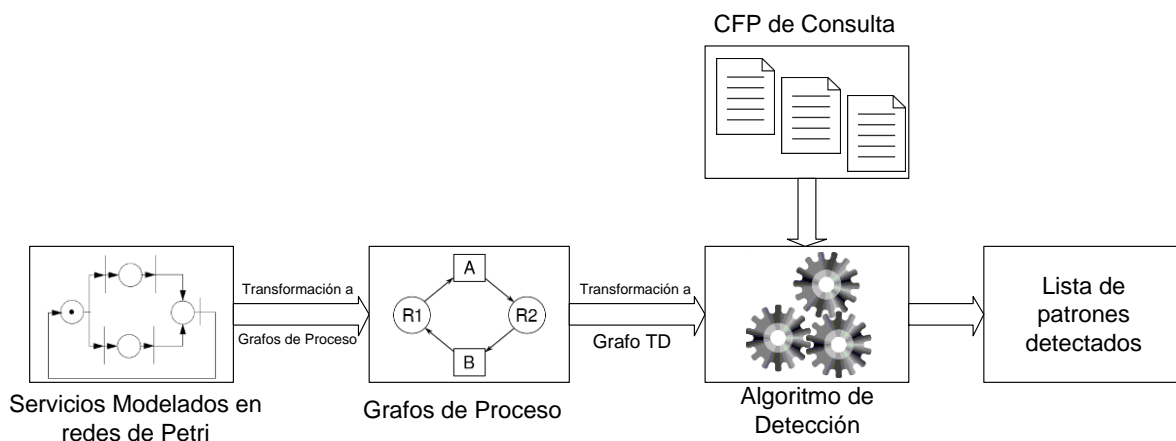 CFP de Consulta
Transformación a
Grafos de Proceso
A
R1
R2
B
Transformación a
Grafo TD
Lista de
patrones
detectados
Servicios Modelados en
redes de Petri
Grafos de Proceso
Algoritmo de
Detección